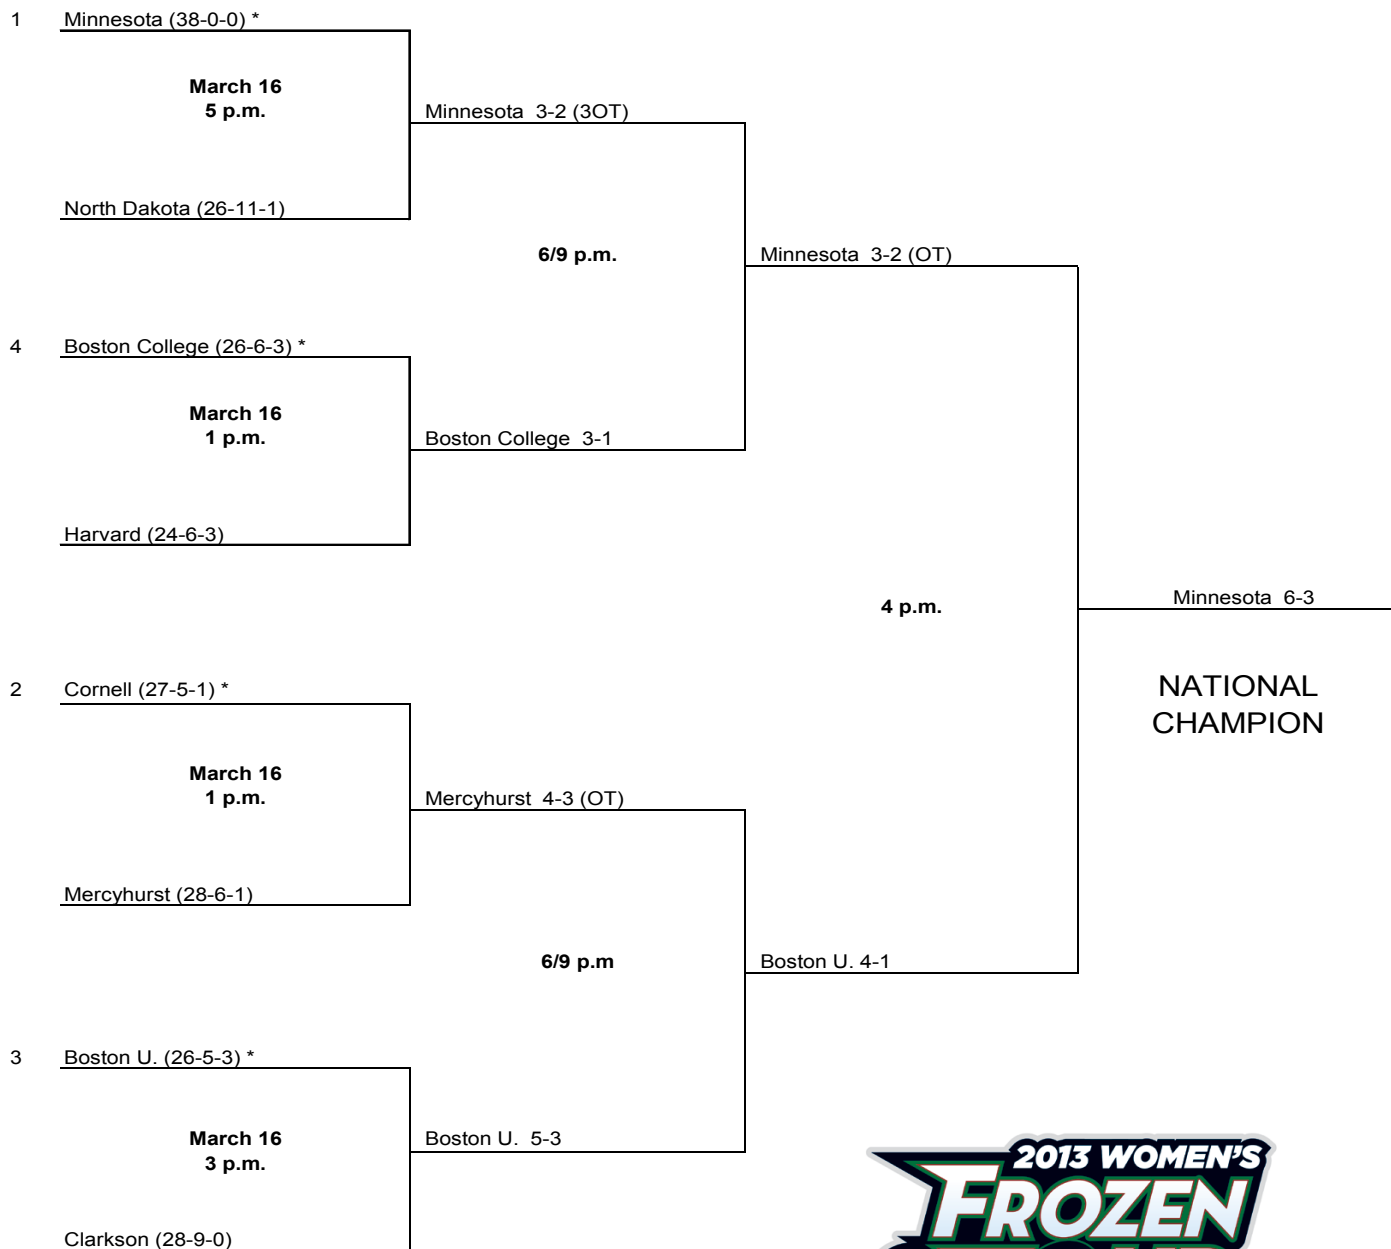 1 Minnesota (38-0-0) *
March 16
5 p.m.
Minnesota 3-2 (3OT)
North Dakota (26-11-1)
6/9 p.m.
Minnesota 3-2 (OT)
4 Boston College (26-6-3) *
March 16
1 p.m.
Boston College 3-1
Harvard (24-6-3)
4 p.m.
Minnesota 6-3
NATIONAL
CHAMPION
2 Cornell (27-5-1) *
March 16
1 p.m.
Mercyhurst 4-3 (OT)
Mercyhurst (28-6-1)
6/9 p.m
Boston U. 4-1
3 Boston U. (26-5-3) *
March 16
3 p.m.
Boston U. 5-3
Clarkson (28-9-0)
2013 WOMEN'S
FROZEN